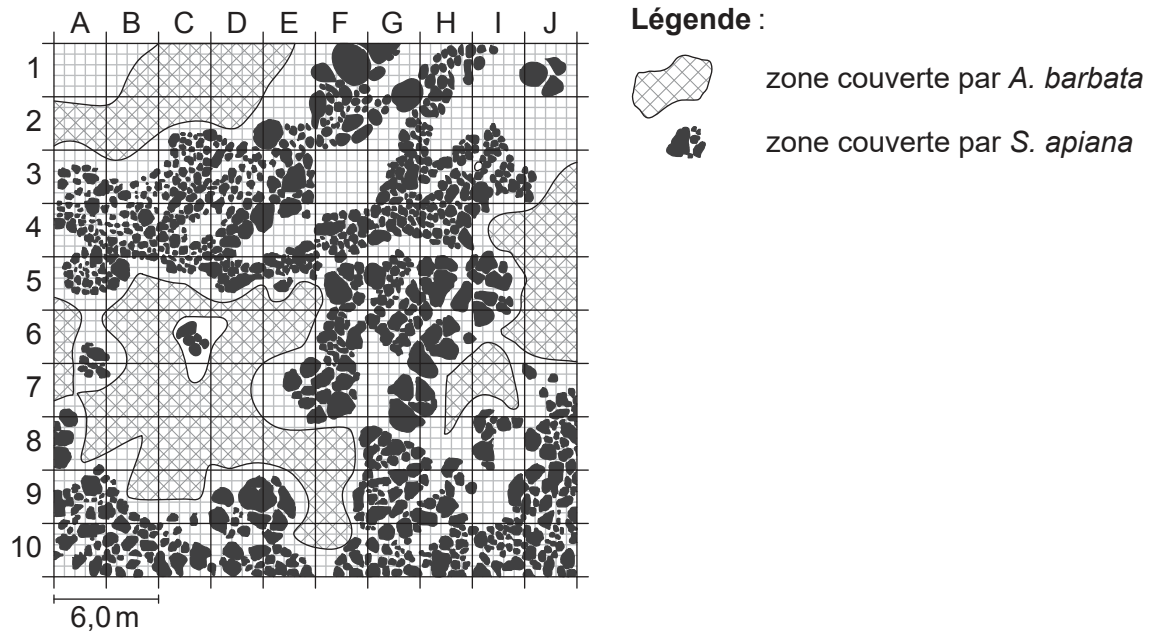 A B C D E F G H I J
1
2
3
4
5
6
7
8
9
10
6,0 m
Légende :
zone couverte par A. barbata
zone couverte par S. apiana